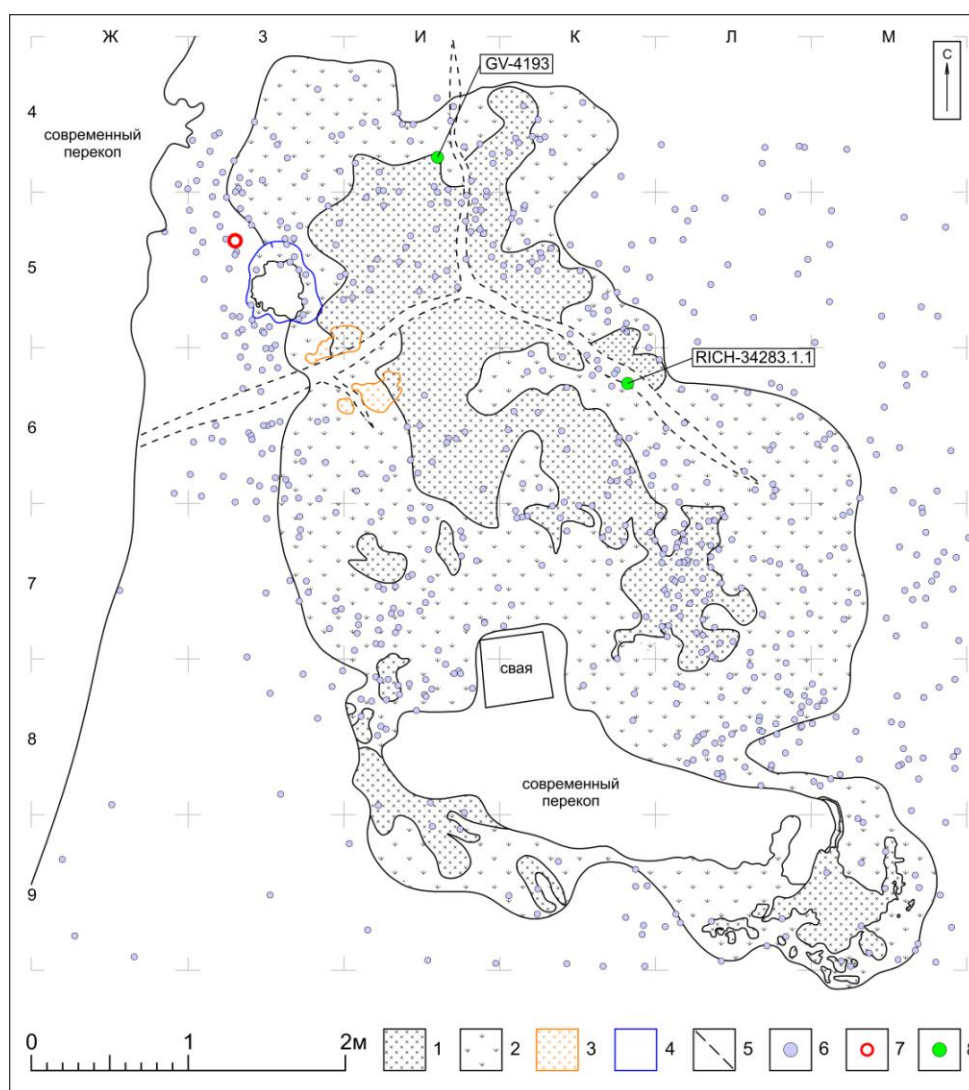 Ж З И К Л М
С
GV-4193
4
современный
перекоп
5
RICH-34283.1.1
6
7
свая
8
современный
перекоп
9
0 1 2м
1 2 3 4 5 6 7 8